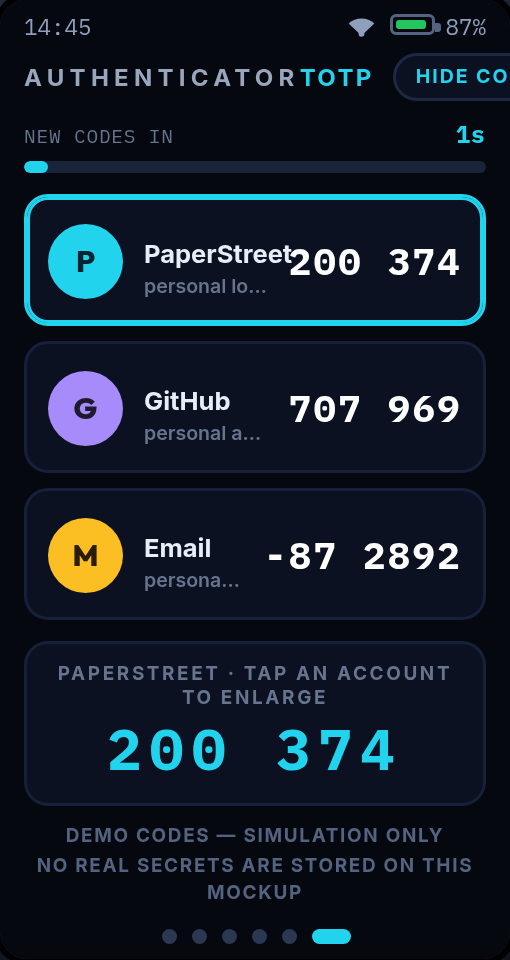 14:45 87%
AUTHENTICATOR TOTP HIDE CO
NEW CODES IN 1s
P PaperStreet 200 374
personal lo...
G GitHub 707 969
personal a...
M Email -87 2892
persona...
PAPERSTREET · TAP AN ACCOUNT
TO ENLARGE
200 374
DEMO CODES — SIMULATION ONLY
NO REAL SECRETS ARE STORED ON THIS
MOCKUP